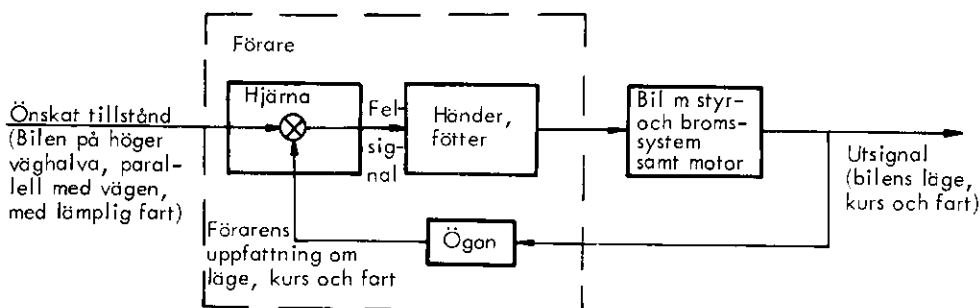 Förare
Önskat tillstånd
(Bilen på höger
väghalva, paral-
lell med vägen,
med lämplig fart)
Hjärna
Fel-
sig-
nal
Händer,
fötter
Bil m styr-
och broms-
system
samt motor
Utsignal
(bilens läge,
kurs och fart)
Förarens
uppfattning om
läge, kurs och fart
Ögon